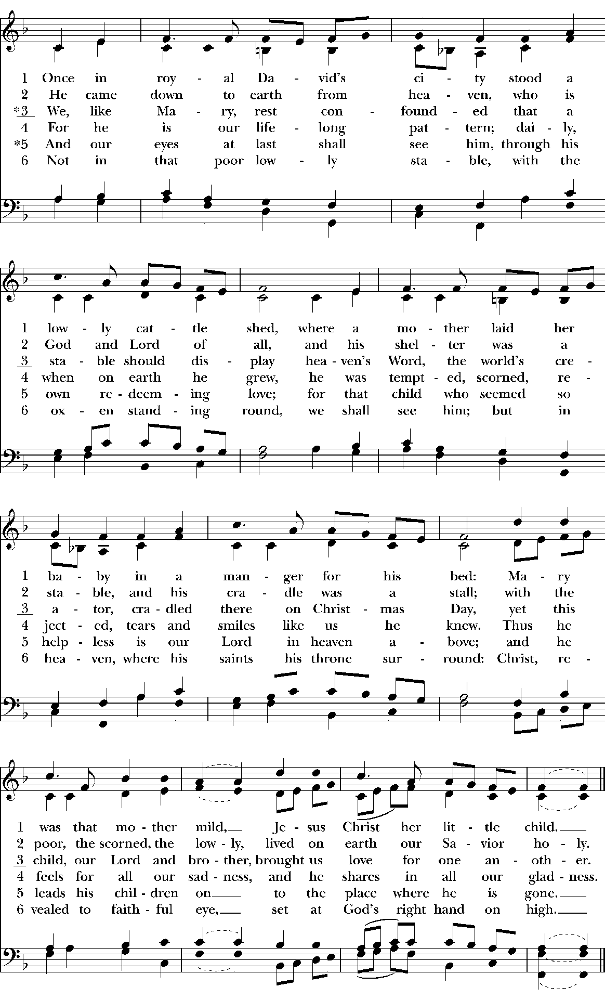 1 Once in roy - al Da - vid's ci - ty stood a
2 He came down to earth from hea - ven, who is
*3 We, like Ma - ry, rest con - found - ed that a
4 For he is our life - long pat - tern; dai - ly,
*5 And our eyes at last shall see him, through his
6 Not in that poor low - ly sta - ble, with the
1 low - ly cat - tle shed, where a mo - ther laid her
2 God and Lord of all, and his shel - ter was a
3 sta - ble should dis - play hea - ven's Word, the world's cre -
4 when on earth he grew, he was tempt - ed, scorned, re -
5 own re - deem - ing love; for that child who seemed so
6 ox - en stand - ing round, we shall see him; but in
1 ba - by in a man - ger for his bed: Ma - ry
2 sta - ble, and his cra - dle was a stall; with the
3 a - tor, cra - dled there on Christ - mas Day, yet this
4 ject - ed, tears and smiles like us he knew. Thus he
5 help - less is our Lord in heaven a - bove; and he
6 hea - ven, where his saints his throne sur - round: Christ, re -
1 was that mo - ther mild, Je - sus Christ her lit - tle child.
2 poor, the scorned, the low - ly, lived on earth our Sa - vior ho - ly.
3 child, our Lord and bro - ther, brought us love for one an - oth - er.
4 feels for all our sad - ness, and he shares in all our glad - ness.
5 leads his chil - dren on to the place where he is gone.
6 vealed to faith - ful eye, set at God's right hand on high.